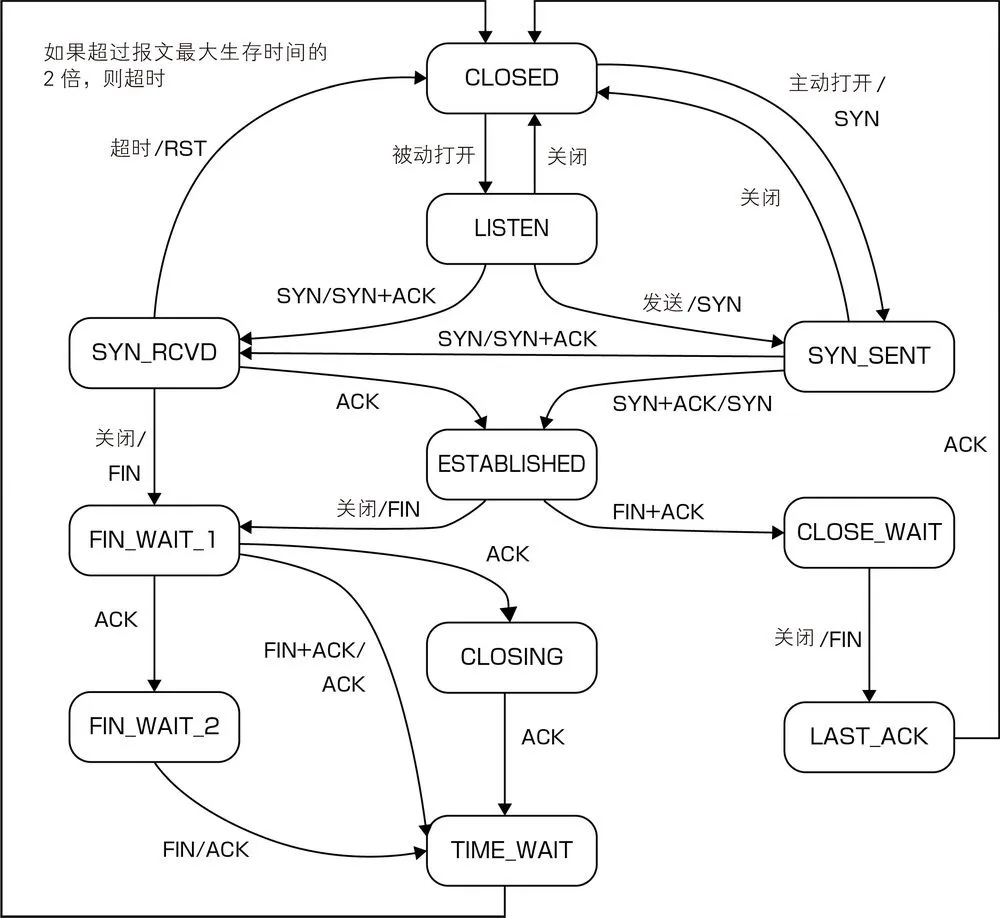 如果超过报文最大生存时间的
2 倍，则超时
CLOSED
主动打开/
SYN
超时/RST
被动打开
关闭
关闭
LISTEN
SYN/SYN+ACK
发送/SYN
SYN/SYN+ACK
SYN_RCVD
SYN_SENT
ACK
SYN+ACK/SYN
关闭/
FIN
ESTABLISHED
ACK
关闭/FIN
FIN+ACK
FIN_WAIT_1
CLOSE_WAIT
ACK
ACK
FIN+ACK/
ACK
CLOSING
关闭/FIN
FIN_WAIT_2
ACK
LAST_ACK
FIN/ACK
TIME_WAIT